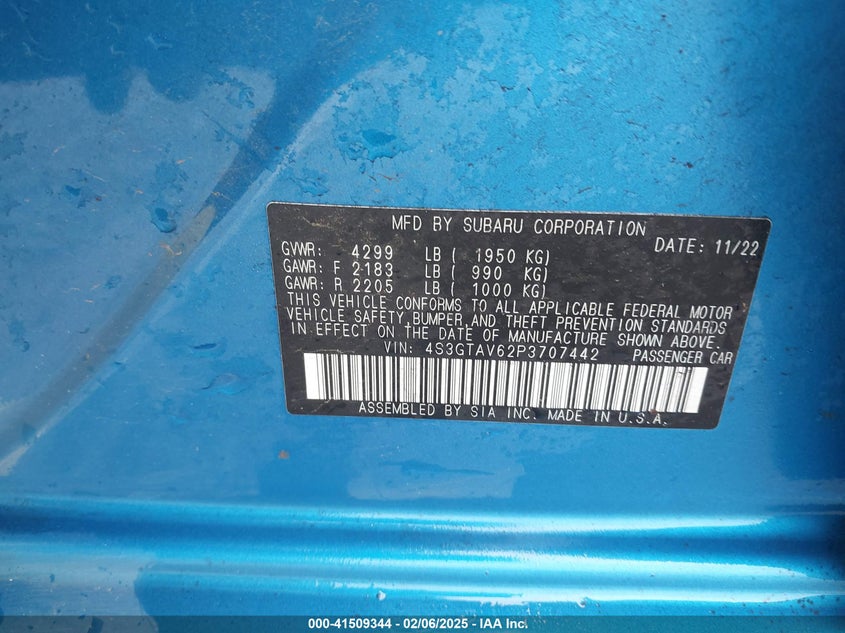 MFD BY SUBARU CORPORATION
DATE: 11/22
GVWR: 4299 LB ( 1950 KG)
GAWR: F 2183 LB ( 990 KG)
GAWR: R 2205 LB ( 1000 KG)
THIS VEHICLE CONFORMS TO ALL APPLICABLE FEDERAL MOTOR
VEHICLE SAFETY, BUMPER, AND THEFT PREVENTION STANDARDS
IN EFFECT ON THE DATE OF MANUFACTURE SHOWN ABOVE.
VIN: 4S3GTAV62P3707442 PASSENGER CAR
ASSEMBLED BY SIA INC. MADE IN U.S.A.
000-41509344 — 02/06/2025 — IAA Inc.